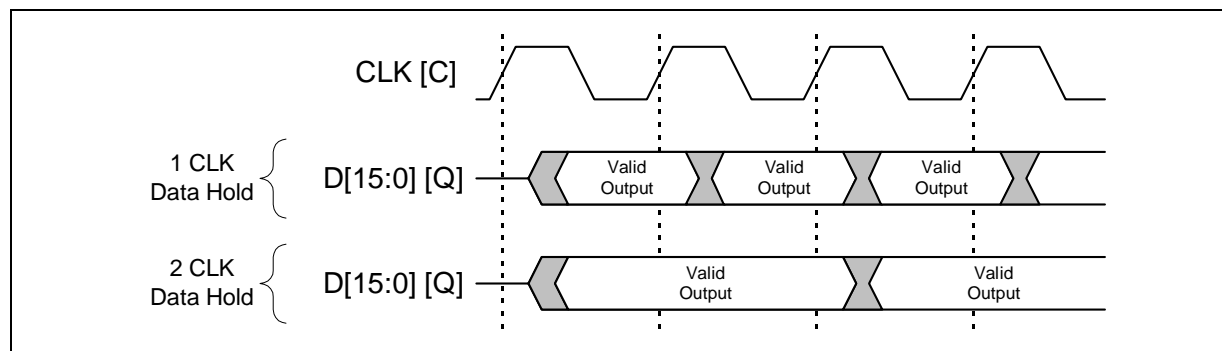 CLK [C]
1 CLK
Data Hold
D[15:0] [Q]
Valid
Output
Valid
Output
Valid
Output
2 CLK
Data Hold
D[15:0] [Q]
Valid
Output
Valid
Output